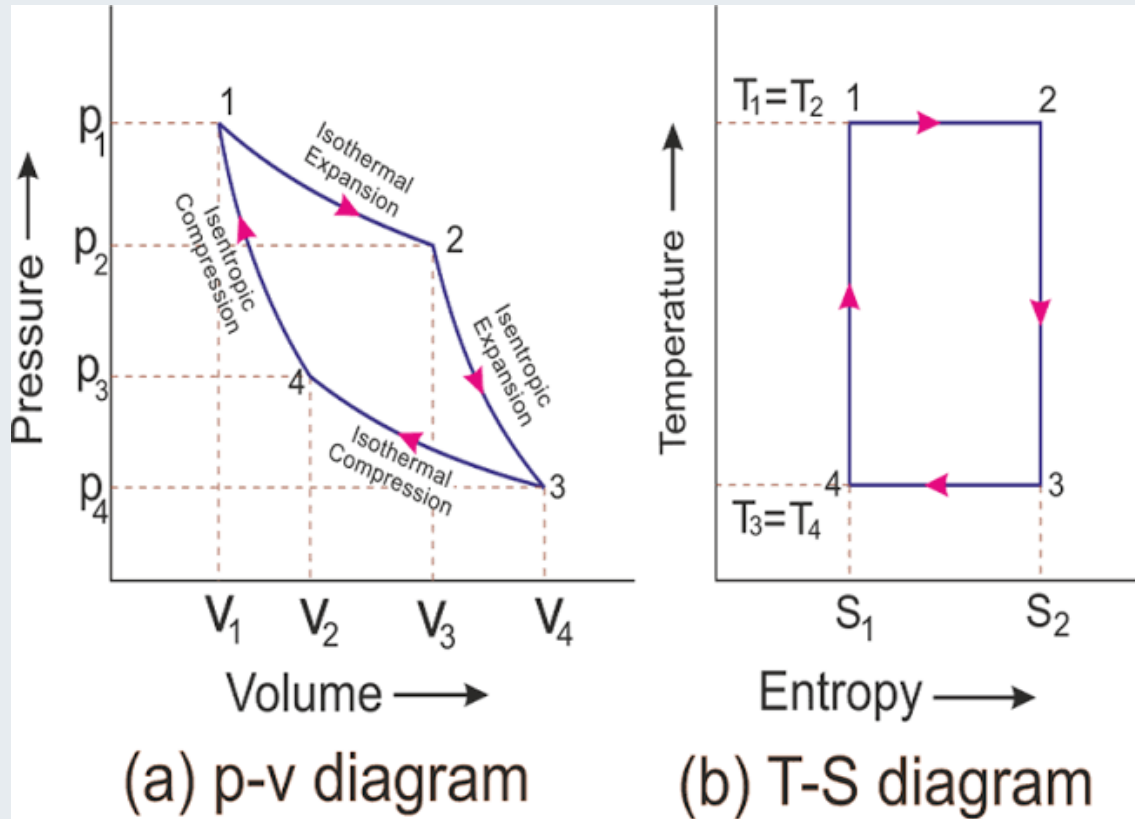 p₁
p₂
p₃
p₄
Pressure
1
2
3
4
Isothermal
Expansion
Isentropic
Expansion
Isothermal
Compression
Isentropic
Compression
V₁
V₂
V₃
V₄
Volume
(a) p-v diagram
T₁=T₂
T₃=T₄
Temperature
1
2
3
4
S₁
S₂
Entropy
(b) T-S diagram